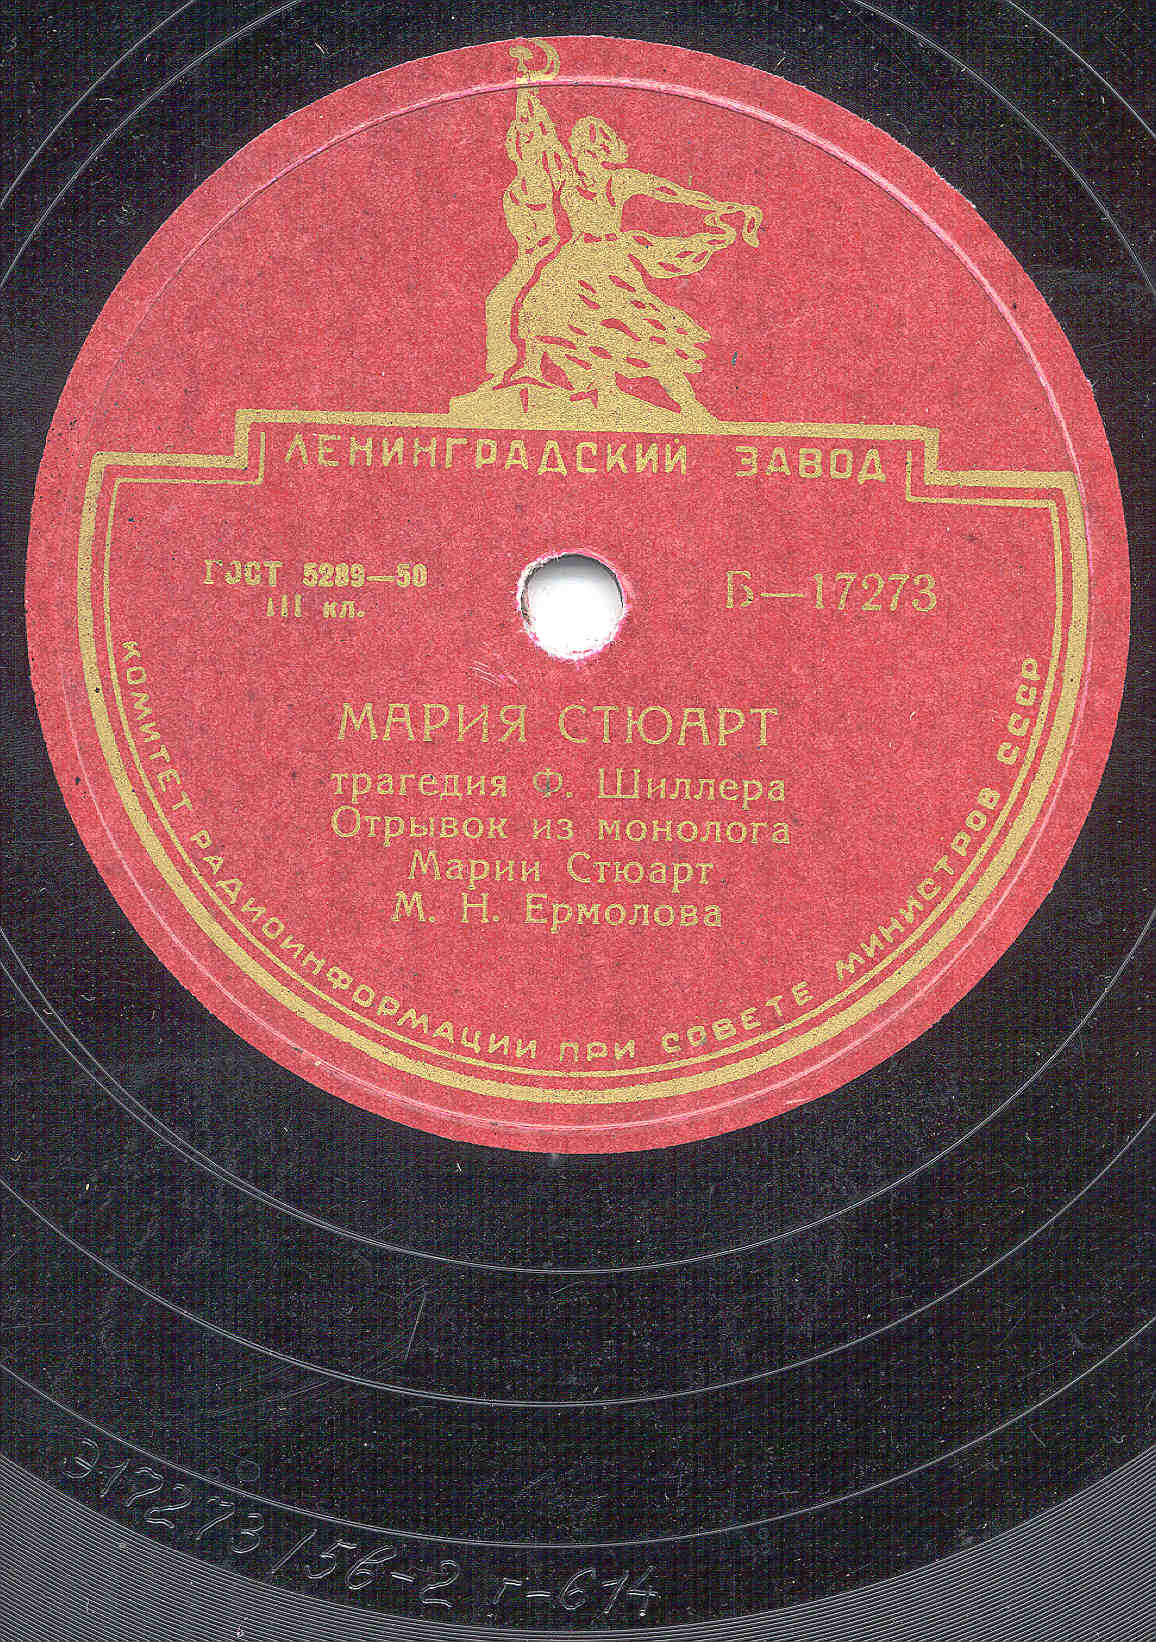 ЛЕНИНГРАДСКИЙ ЗАВОД
ГОСТ 5289—50
III кл.
Б—17273
МАРИЯ СТЮАРТ
трагедия Ф. Шиллера
Отрывок из монолога
Марии Стюарт
М. Н. Ермолова
КОМИТЕТ РАДИОИНФОРМАЦИИ ПРИ СОВЕТЕ МИНИСТРОВ СССР
Э17273/5в-2 г-614